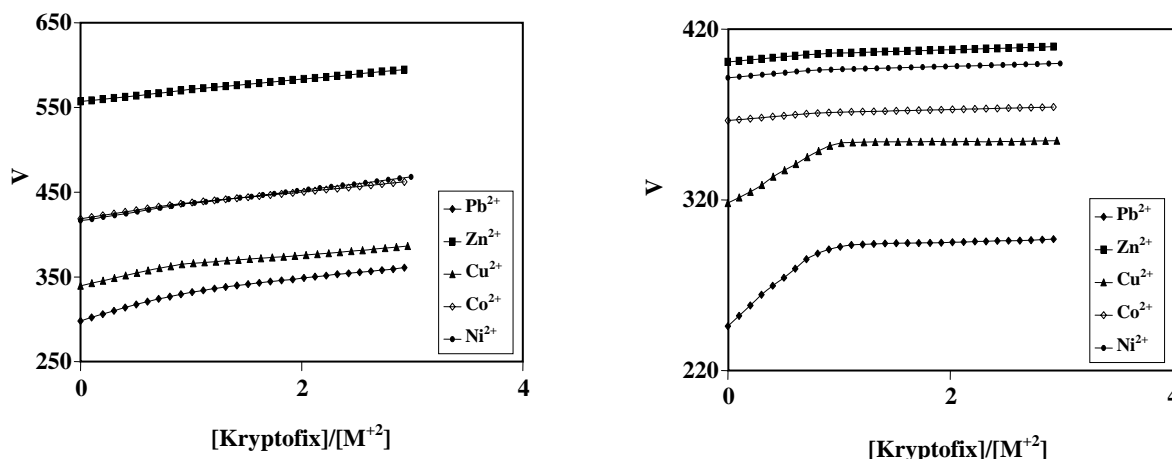 650
550
450
350
250
V
0
2
4
[Kryptofix]/[M⁺²]
Pb²⁺
Zn²⁺
Cu²⁺
Co²⁺
Ni²⁺
420
320
220
V
0
2
4
[Kryptofix]/[M⁺²]
Pb²⁺
Zn²⁺
Cu²⁺
Co²⁺
Ni²⁺